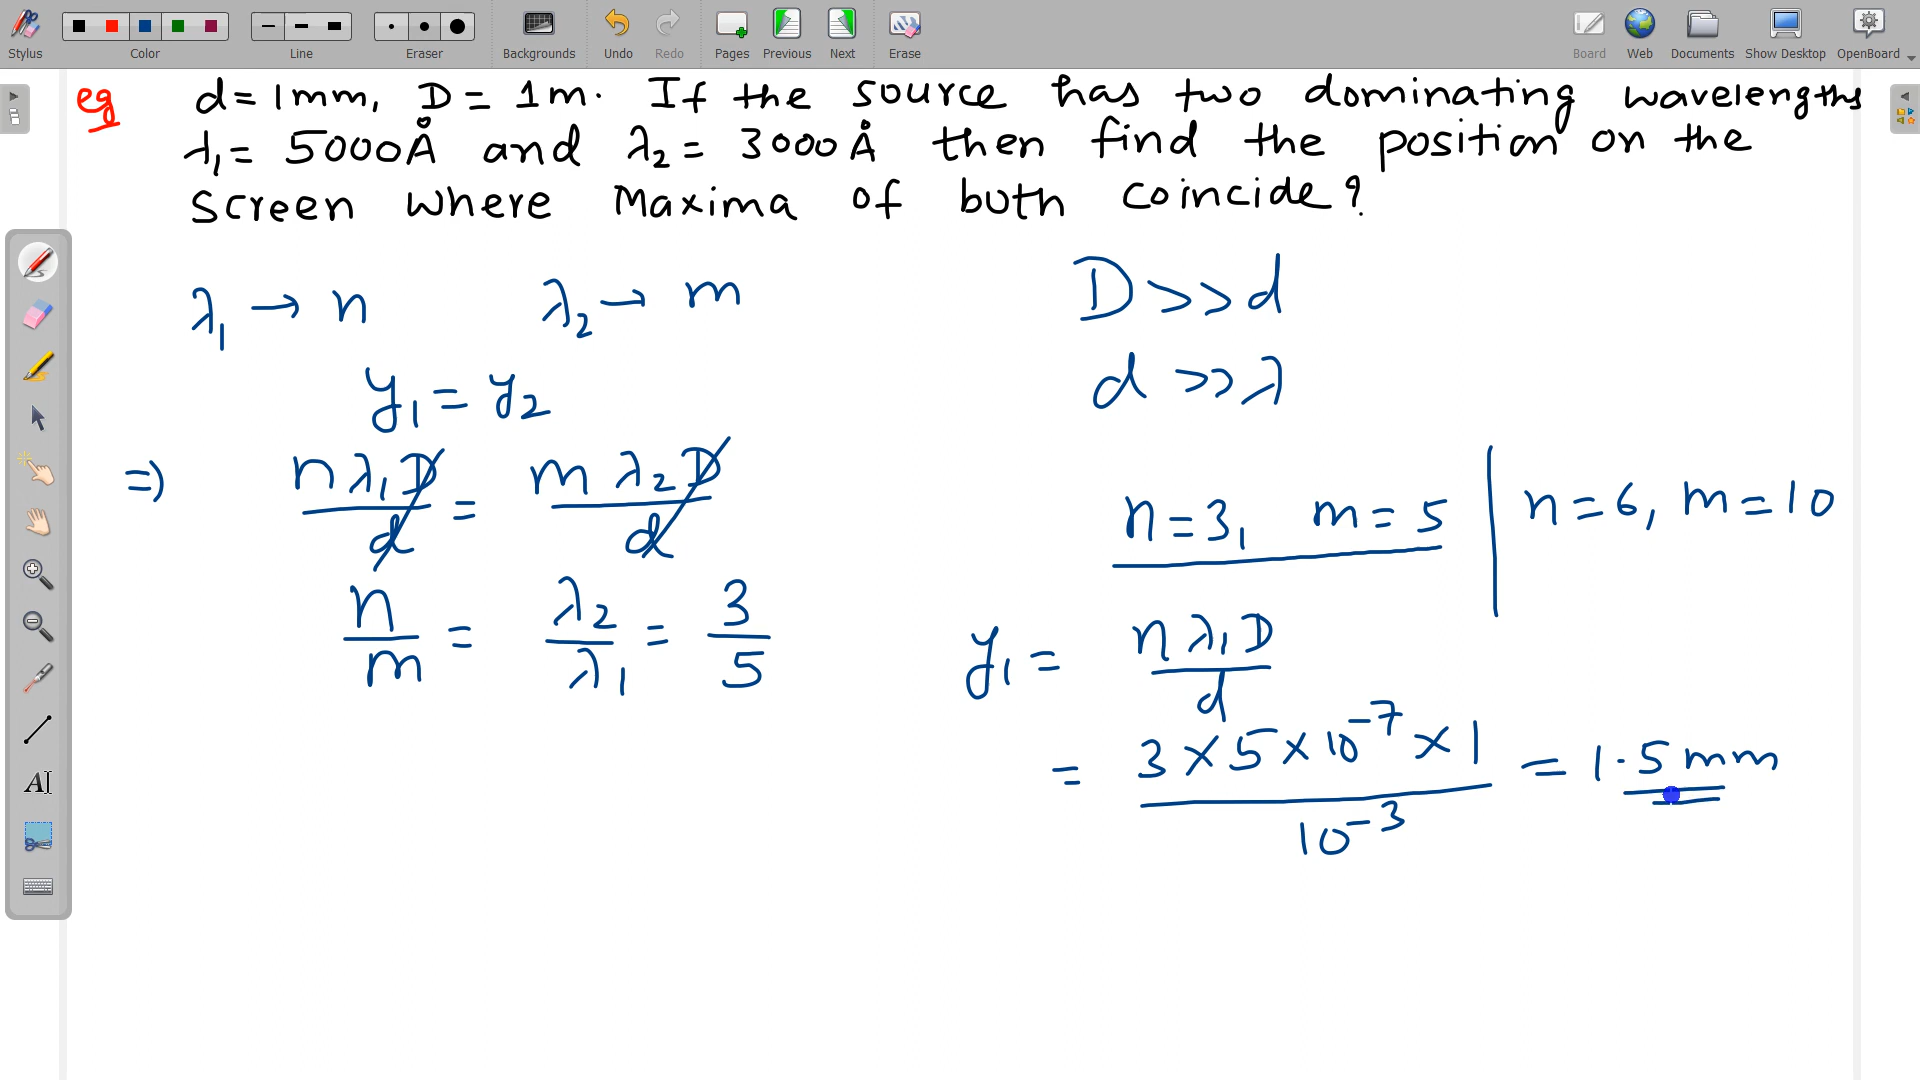 Stylus Color Line Eraser Backgrounds Undo Redo Pages Previous Next Erase Board Web Documents Show Desktop OpenBoard
eg d=1mm, D = 1m. If the source has two dominating wavelengths
λ₁= 5000Å and λ₂= 3000Å then find the position on the
screen where Maxima of both coincide?
λ₁ → n λ₂ → m
D >> d
y₁ = y₂
d >> λ
=> nλ₁D/d = mλ₂D/d
n=3, m=5 | n=6, m=10
n/m = λ₂/λ₁ = 3/5
y₁ = nλ₁D/d
= 3×5×10⁻⁷×1/10⁻³ = 1.5mm